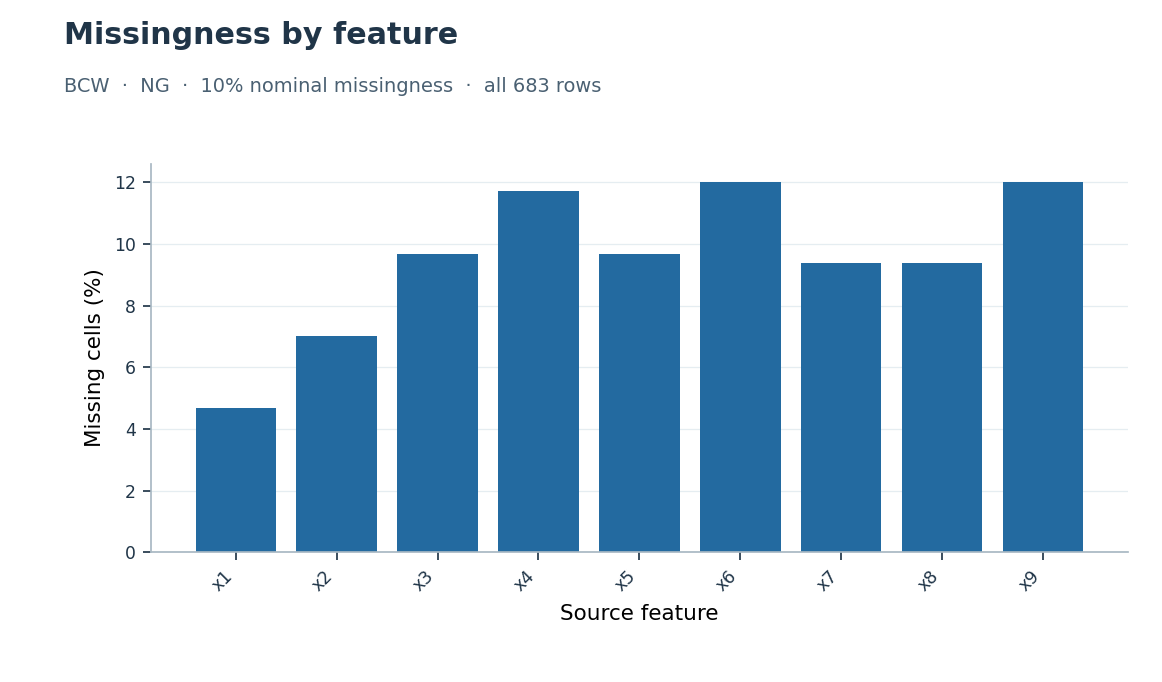 Missingness by feature
BCW · NG · 10% nominal missingness · all 683 rows
Missing cells (%)
12
10
8
6
4
2
0
x1 x2 x3 x4 x5 x6 x7 x8 x9
Source feature